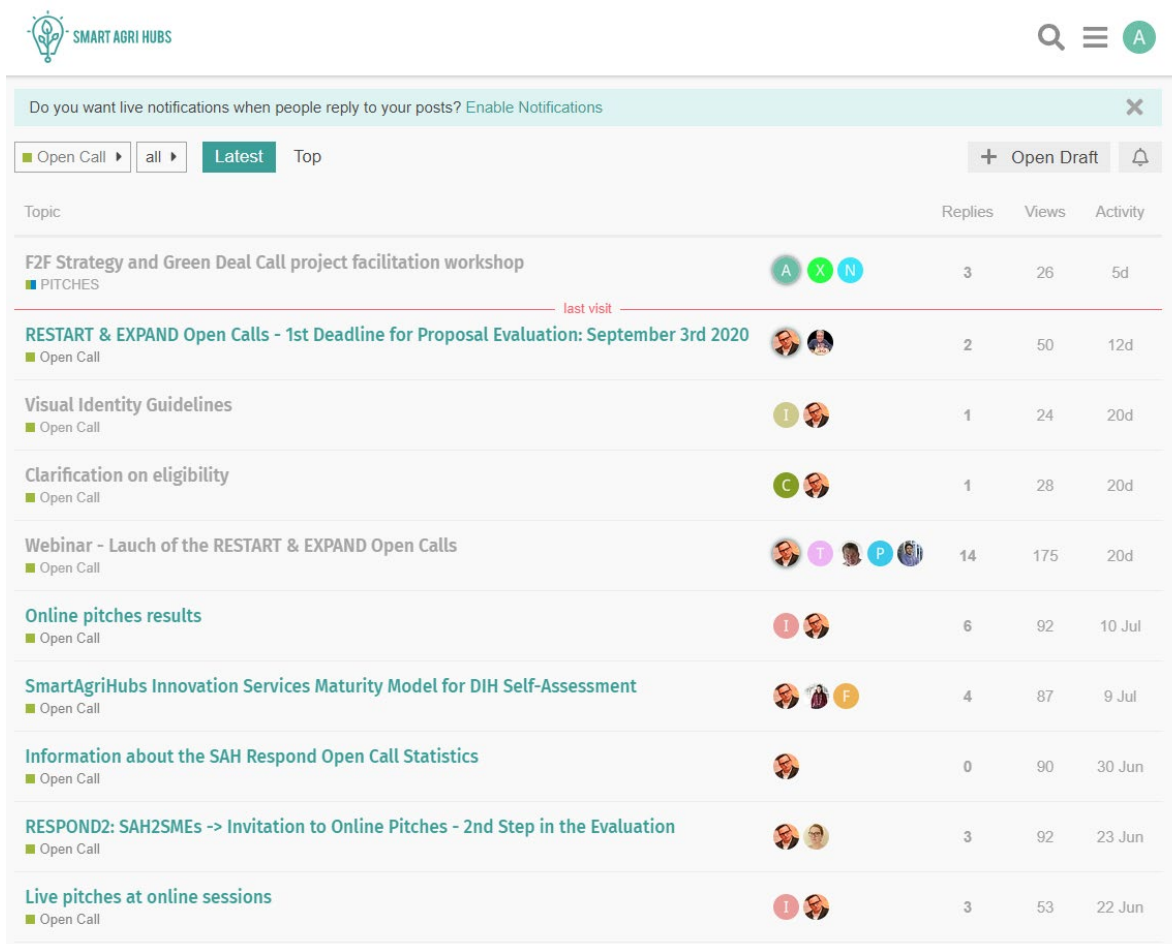 SMART AGRI HUBS
A
Do you want live notifications when people reply to your posts? Enable Notifications
Open Call all Latest Top + Open Draft
Topic Replies Views Activity
F2F Strategy and Green Deal Call project facilitation workshop A X N 3 26 5d
PITCHES
last visit
RESTART & EXPAND Open Calls - 1st Deadline for Proposal Evaluation: September 3rd 2020 2 50 12d
Open Call
Visual Identity Guidelines I 1 24 20d
Open Call
Clarification on eligibility C 1 28 20d
Open Call
Webinar - Lauch of the RESTART & EXPAND Open Calls T P 14 175 20d
Open Call
Online pitches results I 6 92 10 Jul
Open Call
SmartAgriHubs Innovation Services Maturity Model for DIH Self-Assessment F 4 87 9 Jul
Open Call
Information about the SAH Respond Open Call Statistics 0 90 30 Jun
Open Call
RESPOND2: SAH2SMEs -> Invitation to Online Pitches - 2nd Step in the Evaluation 3 92 23 Jun
Open Call
Live pitches at online sessions I 3 53 22 Jun
Open Call